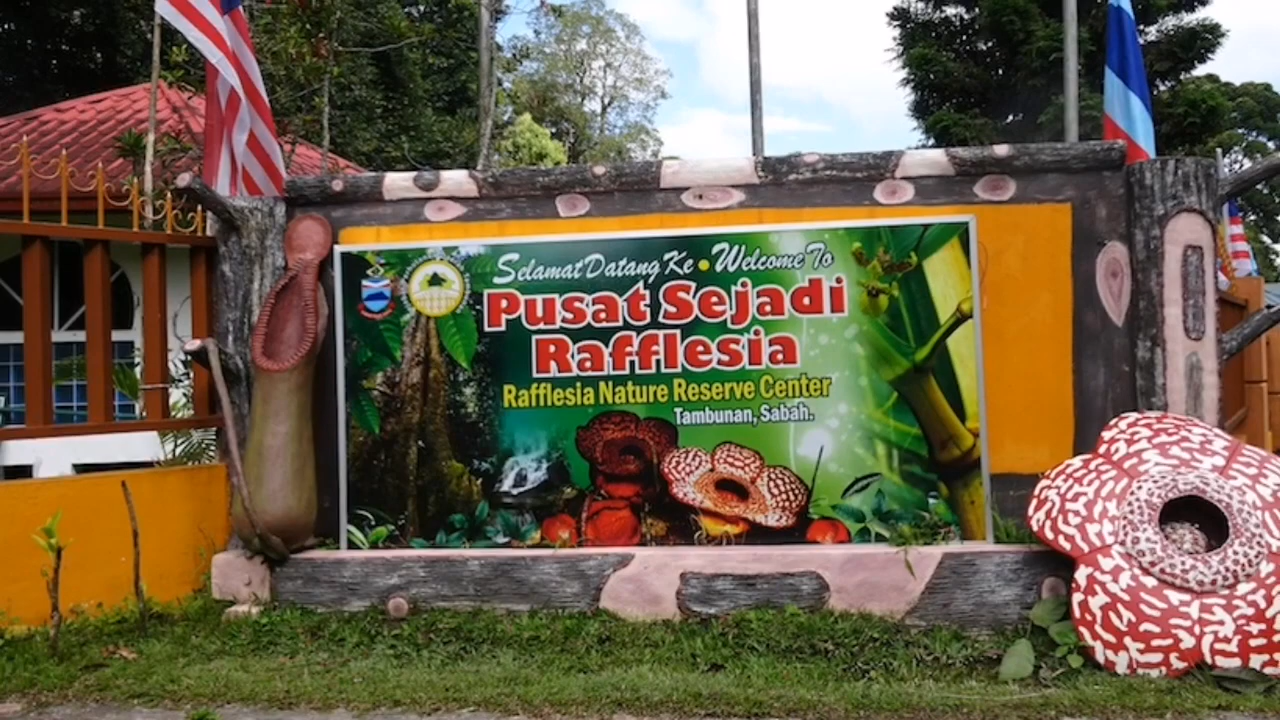 Selamat Datang Ke • Welcome To
Pusat Sejadi
Rafflesia
Rafflesia Nature Reserve Center
Tambunan, Sabah.